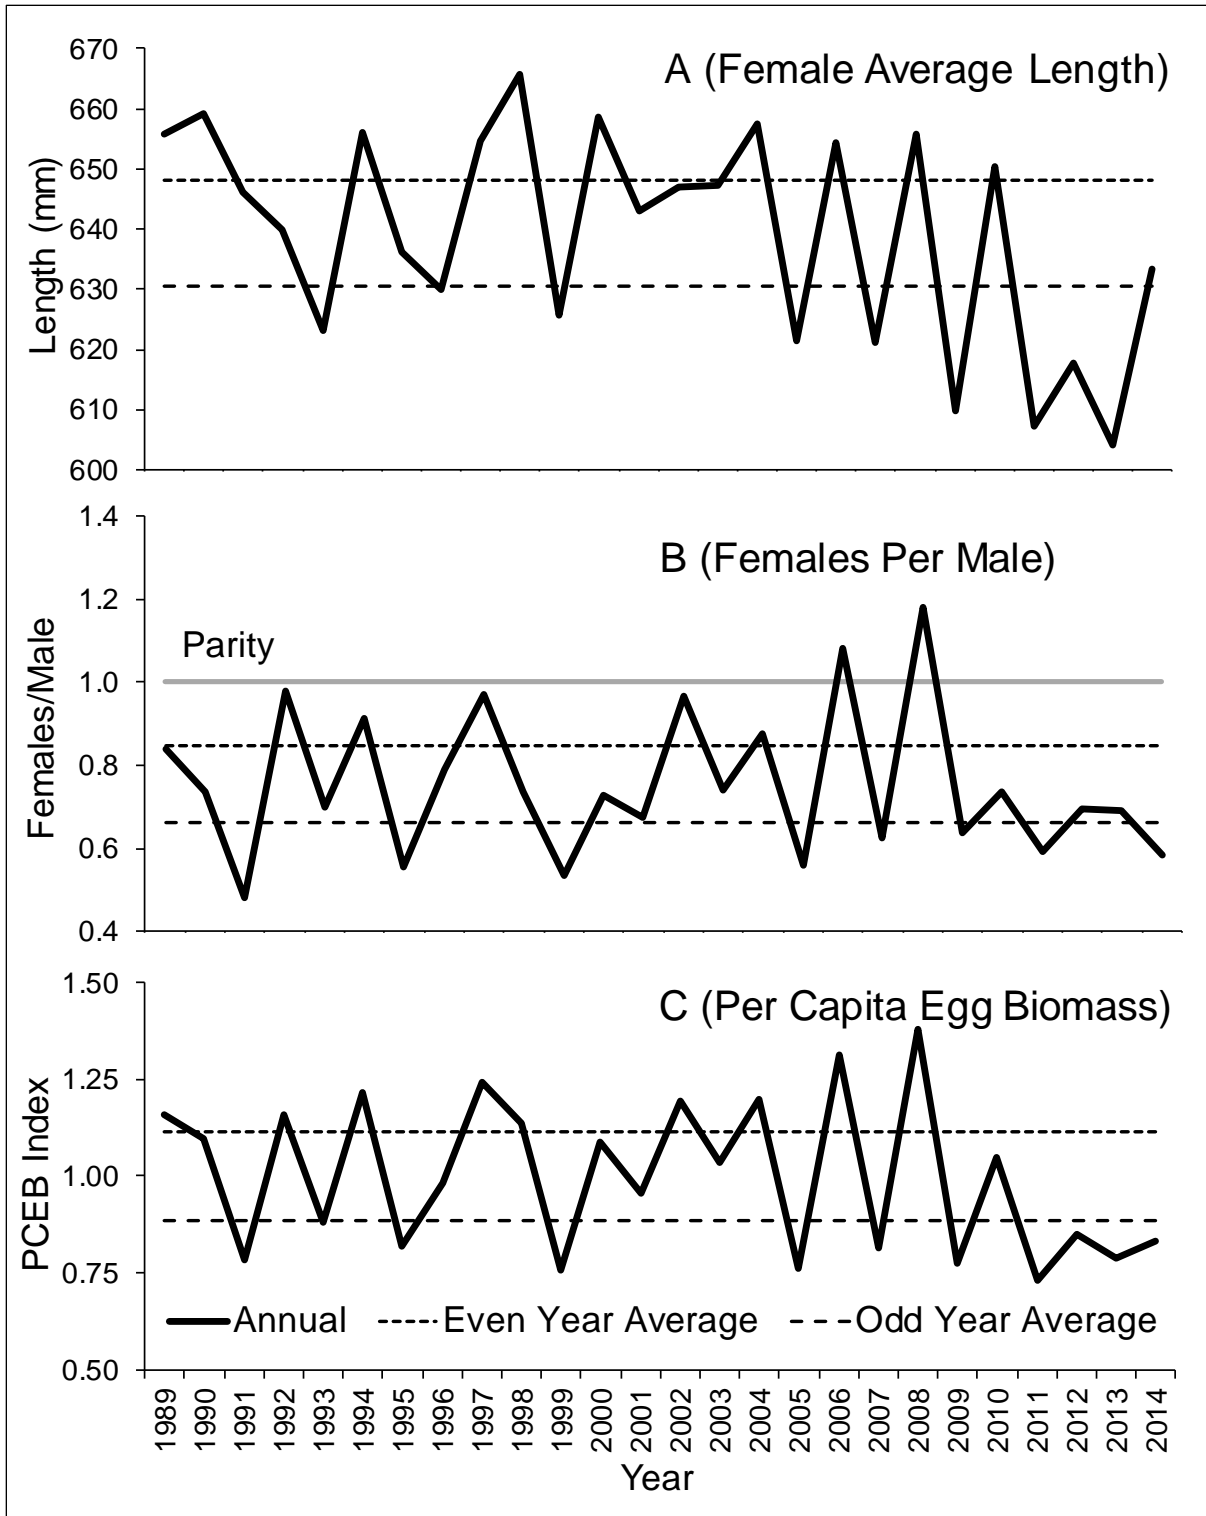 A (Female Average Length)
Length (mm)
670
660
650
640
630
620
610
600
B (Females Per Male)
Females/Male
1.4
1.2
1.0
0.8
0.6
0.4
Parity
C (Per Capita Egg Biomass)
PCEB Index
1.50
1.25
1.00
0.75
0.50
Annual Even Year Average Odd Year Average
1989 1990 1991 1992 1993 1994 1995 1996 1997 1998 1999 2000 2001 2002 2003 2004 2005 2006 2007 2008 2009 2010 2011 2012 2013 2014
Year